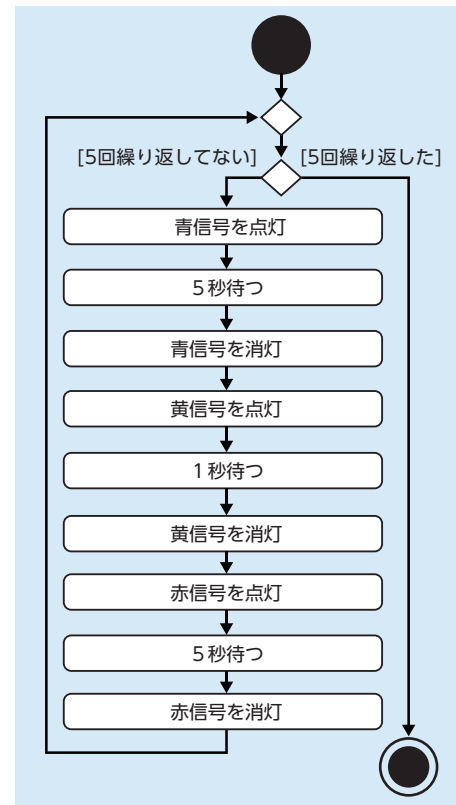 [5回繰り返してない]
[5回繰り返した]
青信号を点灯
5秒待つ
青信号を消灯
黄信号を点灯
1秒待つ
黄信号を消灯
赤信号を点灯
5秒待つ
赤信号を消灯